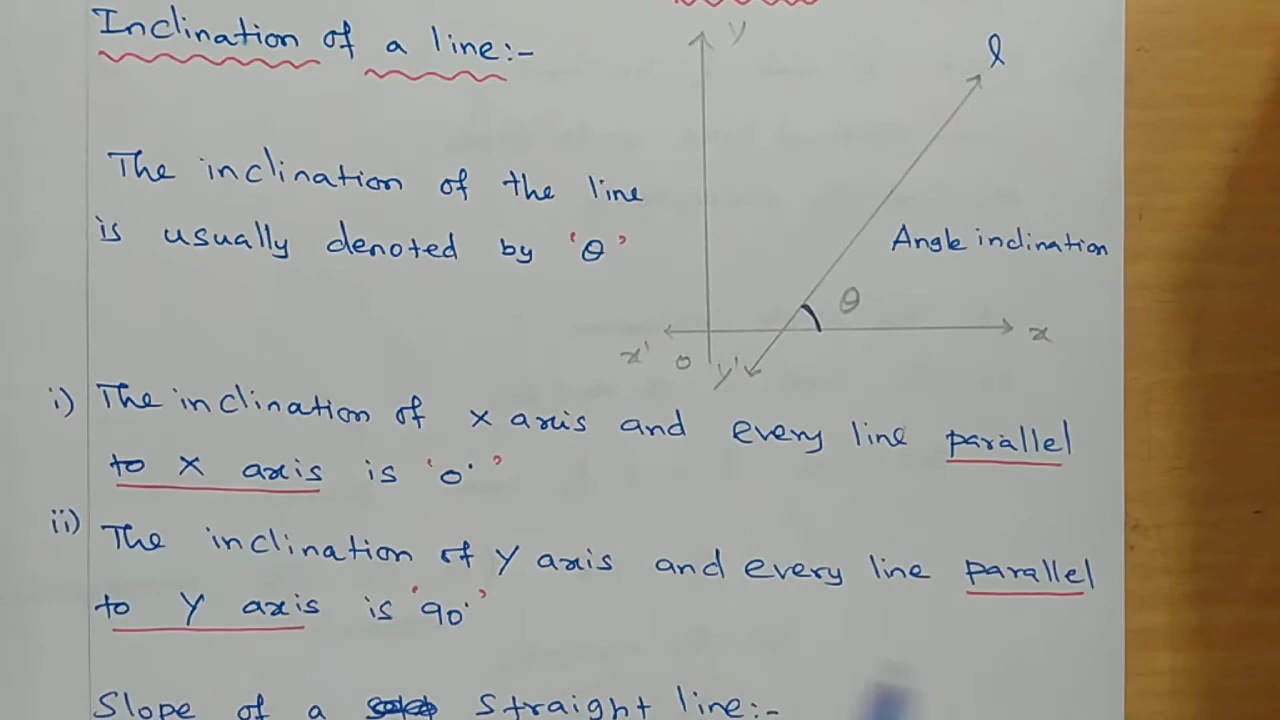 Inclination of a line:-
y
l
The inclination of the line
is usually denoted by 'θ'
Angle inclination
θ
x' o y' x
i) The inclination of X axis and every line parallel
to X axis is '0°'
ii) The inclination of Y axis and every line parallel
to Y axis is '90°'
Slope of a straight line:-